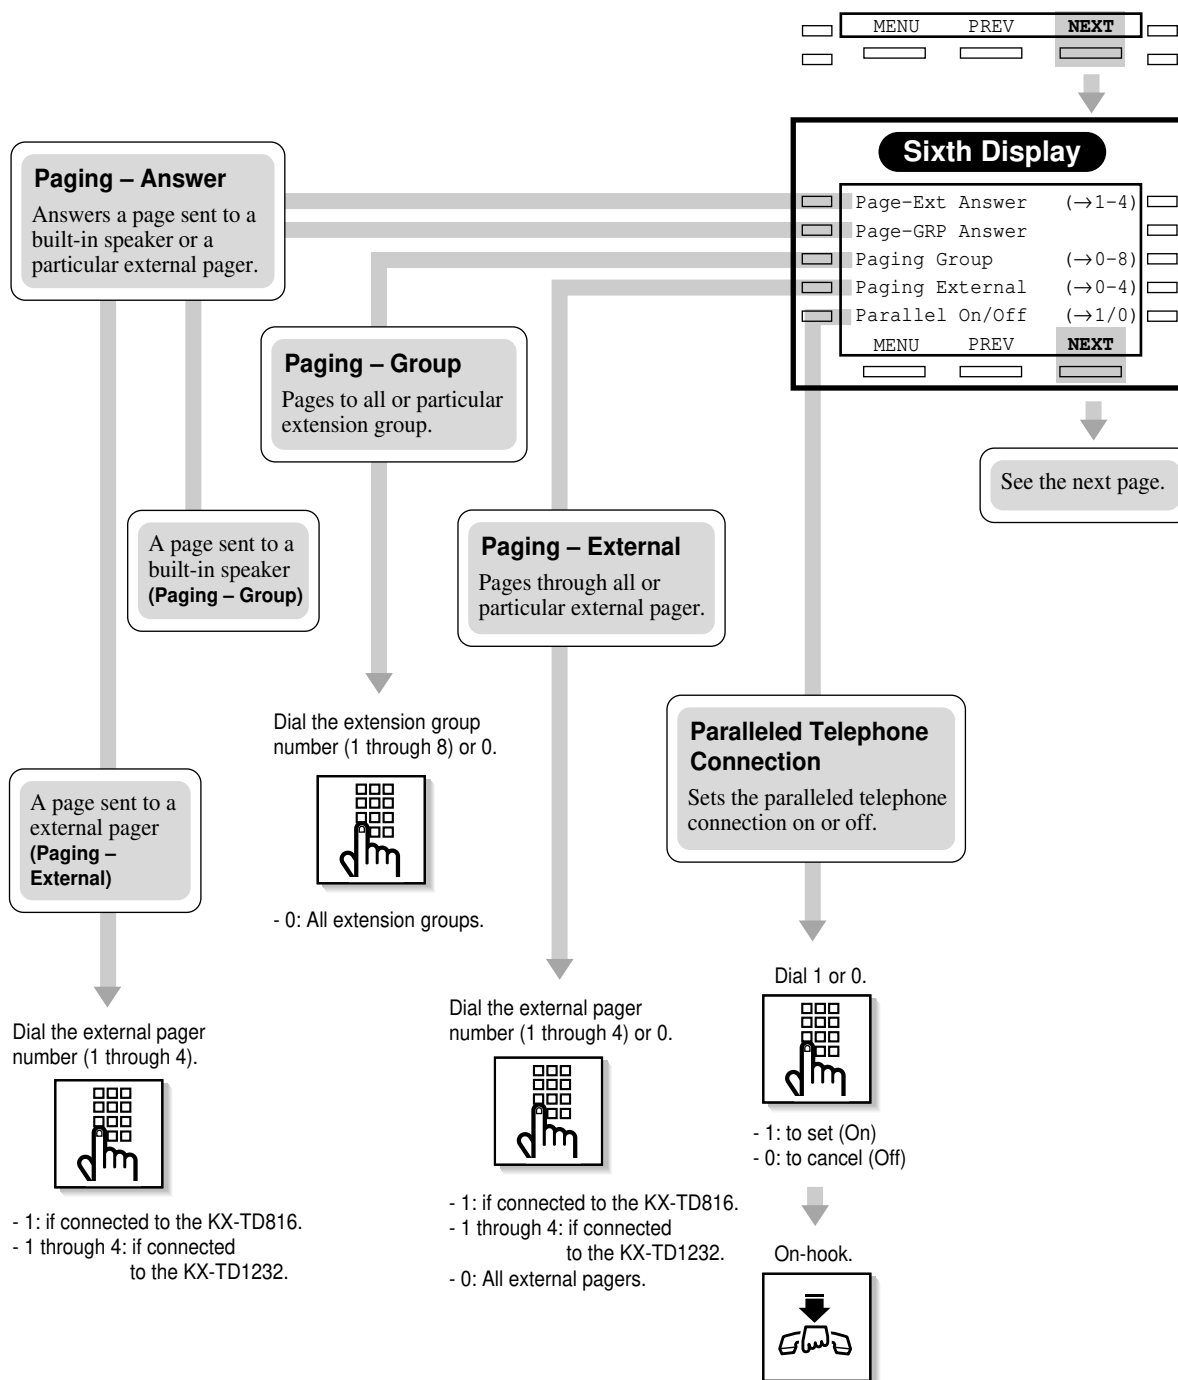 MENU PREV NEXT
Sixth Display
Page-Ext Answer (→1-4)
Page-GRP Answer
Paging Group (→0-8)
Paging External (→0-4)
Parallel On/Off (→1/0)
MENU PREV NEXT
See the next page.
Paging – Answer
Answers a page sent to a
built-in speaker or a
particular external pager.
Paging – Group
Pages to all or particular
extension group.
A page sent to a
built-in speaker
(Paging – Group)
Paging – External
Pages through all or
particular external pager.
Dial the extension group
number (1 through 8) or 0.
- 0: All extension groups.
Paralleled Telephone
Connection
Sets the paralleled telephone
connection on or off.
A page sent to a
external pager
(Paging –
External)
Dial the external pager
number (1 through 4).
- 1: if connected to the KX-TD816.
- 1 through 4: if connected
to the KX-TD1232.
Dial the external pager
number (1 through 4) or 0.
- 1: if connected to the KX-TD816.
- 1 through 4: if connected
to the KX-TD1232.
- 0: All external pagers.
Dial 1 or 0.
- 1: to set (On)
- 0: to cancel (Off)
On-hook.